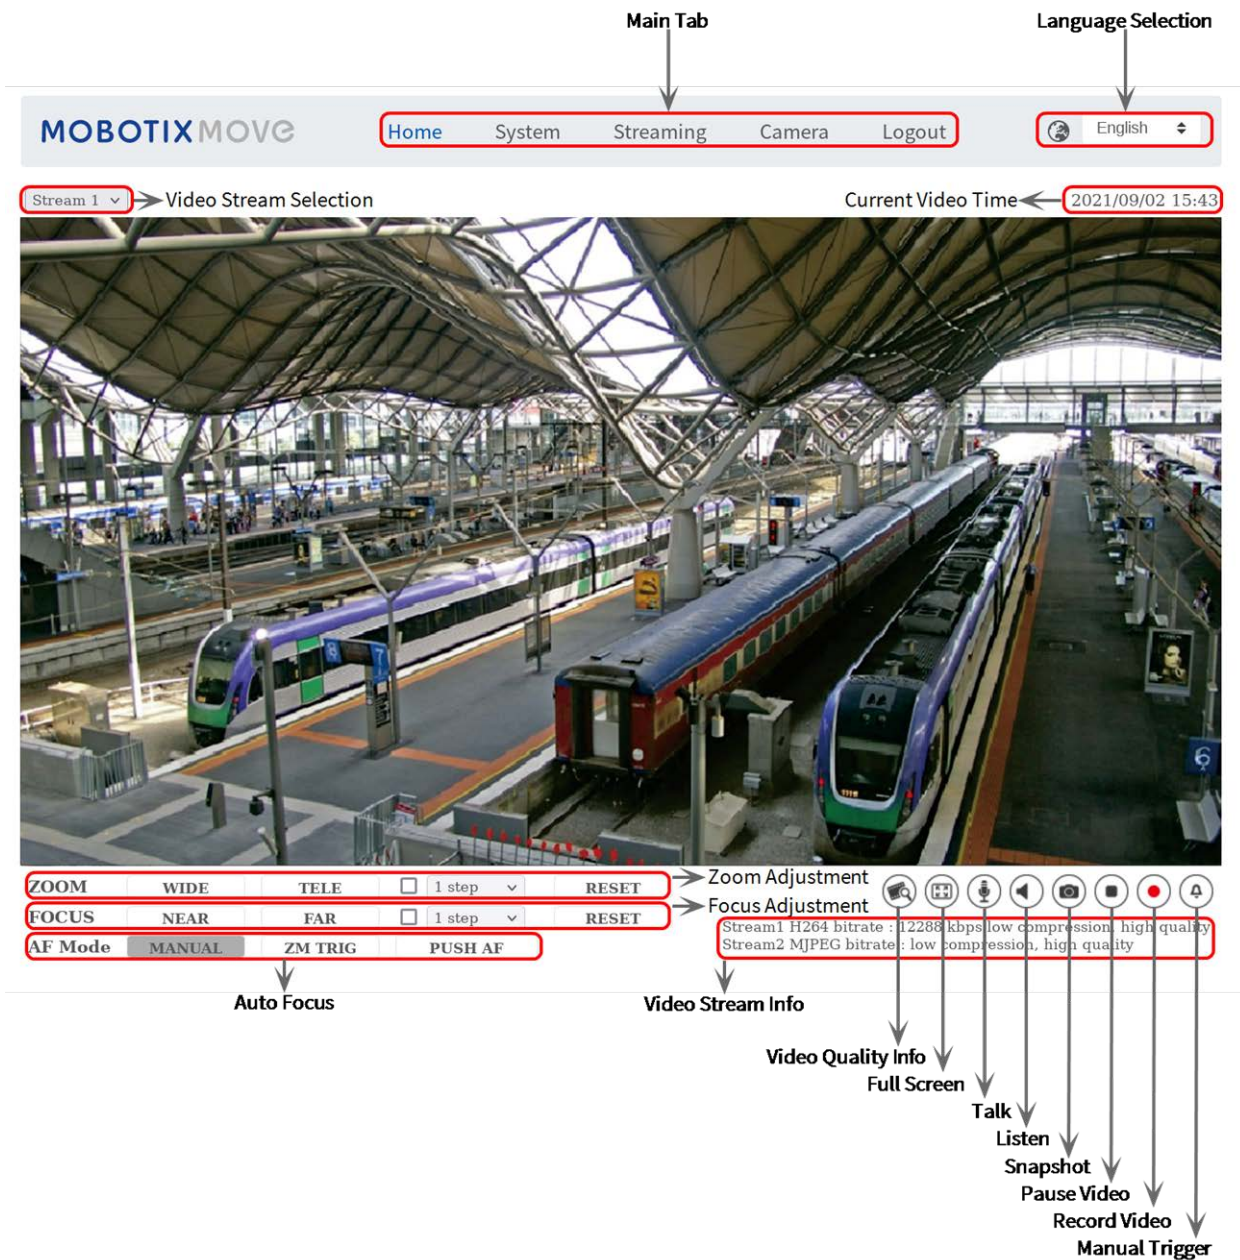 Main Tab
Language Selection
MOBOTIX MOVE
Home System Streaming Camera Logout
English
Stream 1
Video Stream Selection
Current Video Time
2021/09/02 15:43
8
7
6
ZOOM WIDE TELE 1 step RESET
Zoom Adjustment
FOCUS NEAR FAR 1 step RESET
Focus Adjustment
AF Mode MANUAL ZM TRIG PUSH AF
Stream1 H264 bitrate : 12288 kbps low compression, high quality
Stream2 MJPEG bitrate : low compression, high quality
Auto Focus
Video Stream Info
Video Quality Info
Full Screen
Talk
Listen
Snapshot
Pause Video
Record Video
Manual Trigger